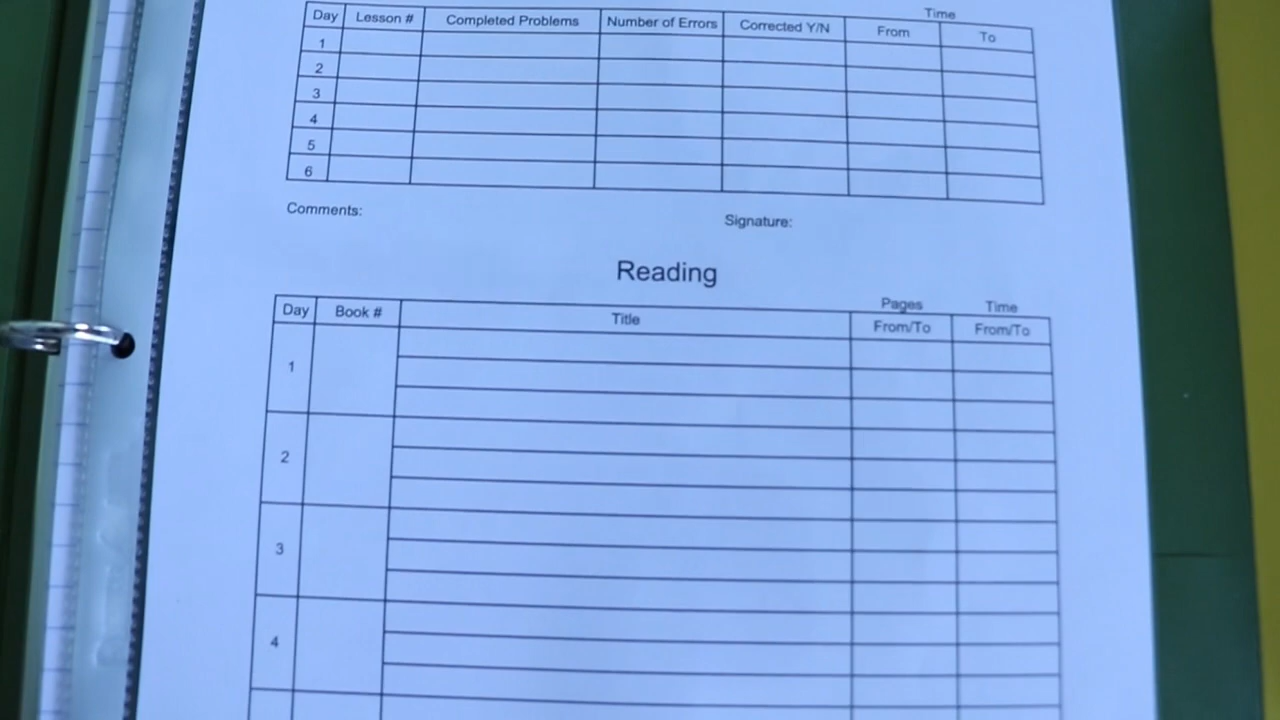 Time
Day Lesson # Completed Problems Number of Errors Corrected Y/N From To
1
2
3
4
5
6
Comments: Signature:
Reading
Pages Time
Day Book # Title From/To From/To
1
2
3
4